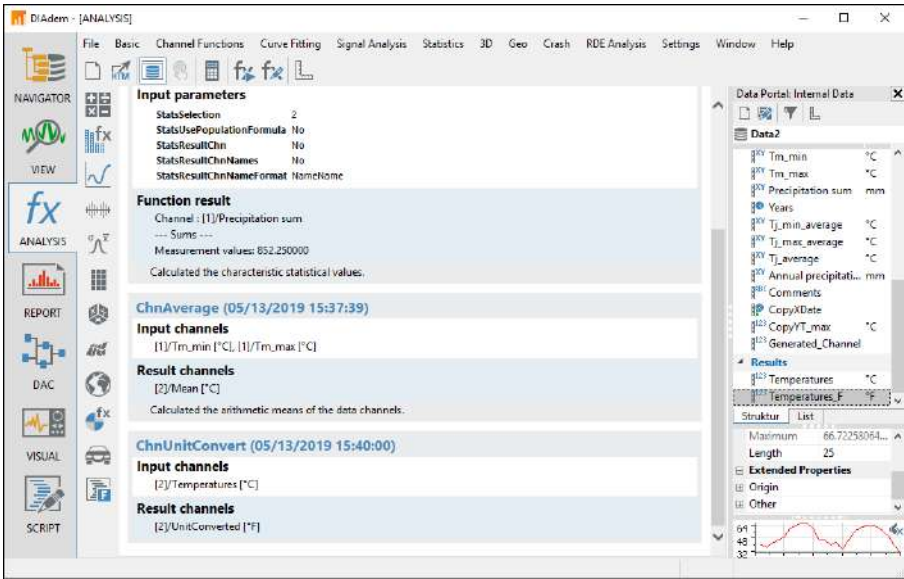 DIAdem - [ANALYSIS]
File Basic Channel Functions Curve Fitting Signal Analysis Statistics 3D Geo Crash RDE Analysis Settings Window Help
NAVIGATOR
VIEW
ANALYSIS
REPORT
DAC
VISUAL
SCRIPT
Input parameters
StatsSelection 2
StatsUsePopulationFormula No
StatsResultChn No
StatsResultChnNames No
StatsResultChnNameFormat NameName
Function result
Channel : [1]/Precipitation sum
--- Sums ---
Measurement values: 852.250000
Calculated the characteristic statistical values.
ChnAverage (05/13/2019 15:37:39)
Input channels
[1]/Tm_min [°C], [1]/Tm_max [°C]
Result channels
[2]/Mean [°C]
Calculated the arithmetic means of the data channels.
ChnUnitConvert (05/13/2019 15:40:00)
Input channels
[2]/Temperatures [°C]
Result channels
[2]/UnitConverted [°F]
Data Portal: Internal Data
Data2
Tm_min °C
Tm_max °C
Precipitation sum mm
Years
Tj_min_average °C
Tj_max_average °C
Tj_average °C
Annual precipitati... mm
Comments
CopyXDate
CopyYT_max °C
Generated_Channel
Results
Temperatures °C
Temperatures_F °F
Struktur List
Maximum 66.72258064...
Length 25
Extended Properties
Origin
Other
64
48
32